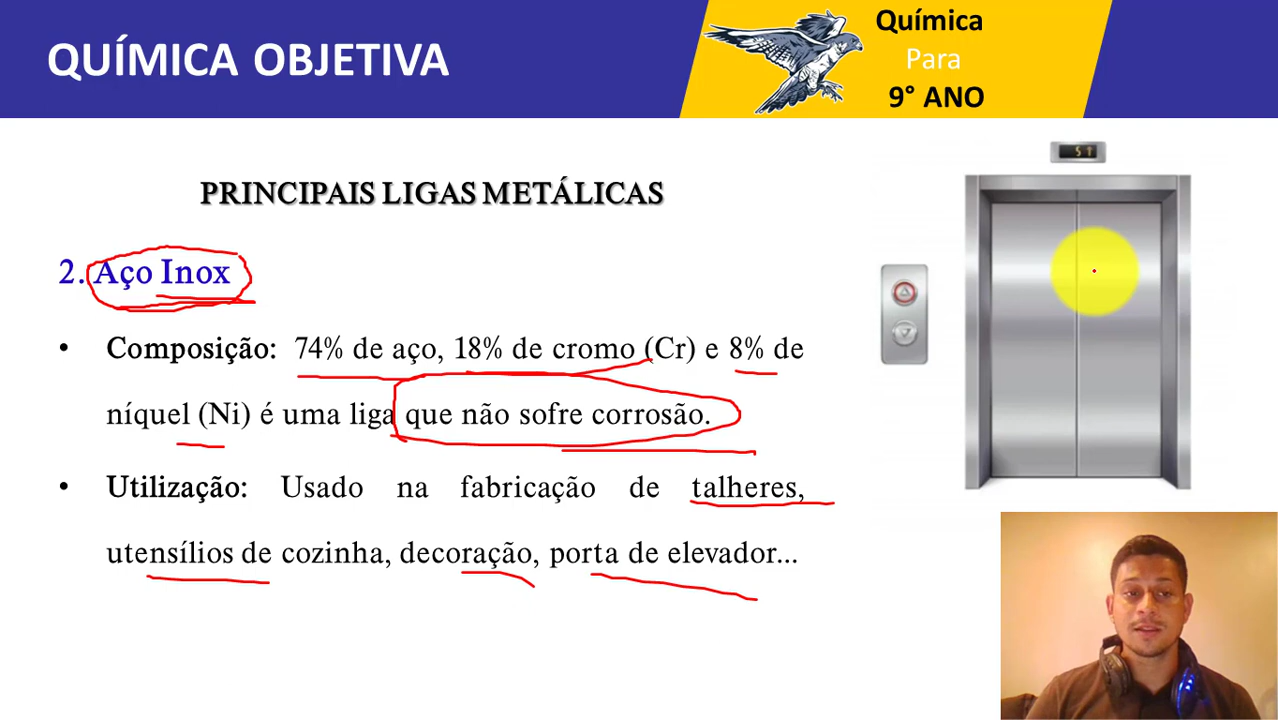 QUÍMICA OBJETIVA
Química
Para
9° ANO
PRINCIPAIS LIGAS METÁLICAS
2. Aço Inox
• Composição: 74% de aço, 18% de cromo (Cr) e 8% de
níquel (Ni) é uma liga que não sofre corrosão.
• Utilização: Usado na fabricação de talheres,
utensílios de cozinha, decoração, porta de elevador...